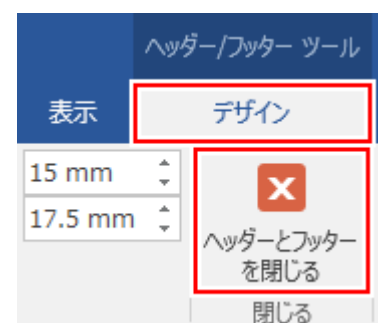 ヘッダー/フッター ツール
表示
デザイン
15 mm
17.5 mm
ヘッダーとフッター
を閉じる
閉じる